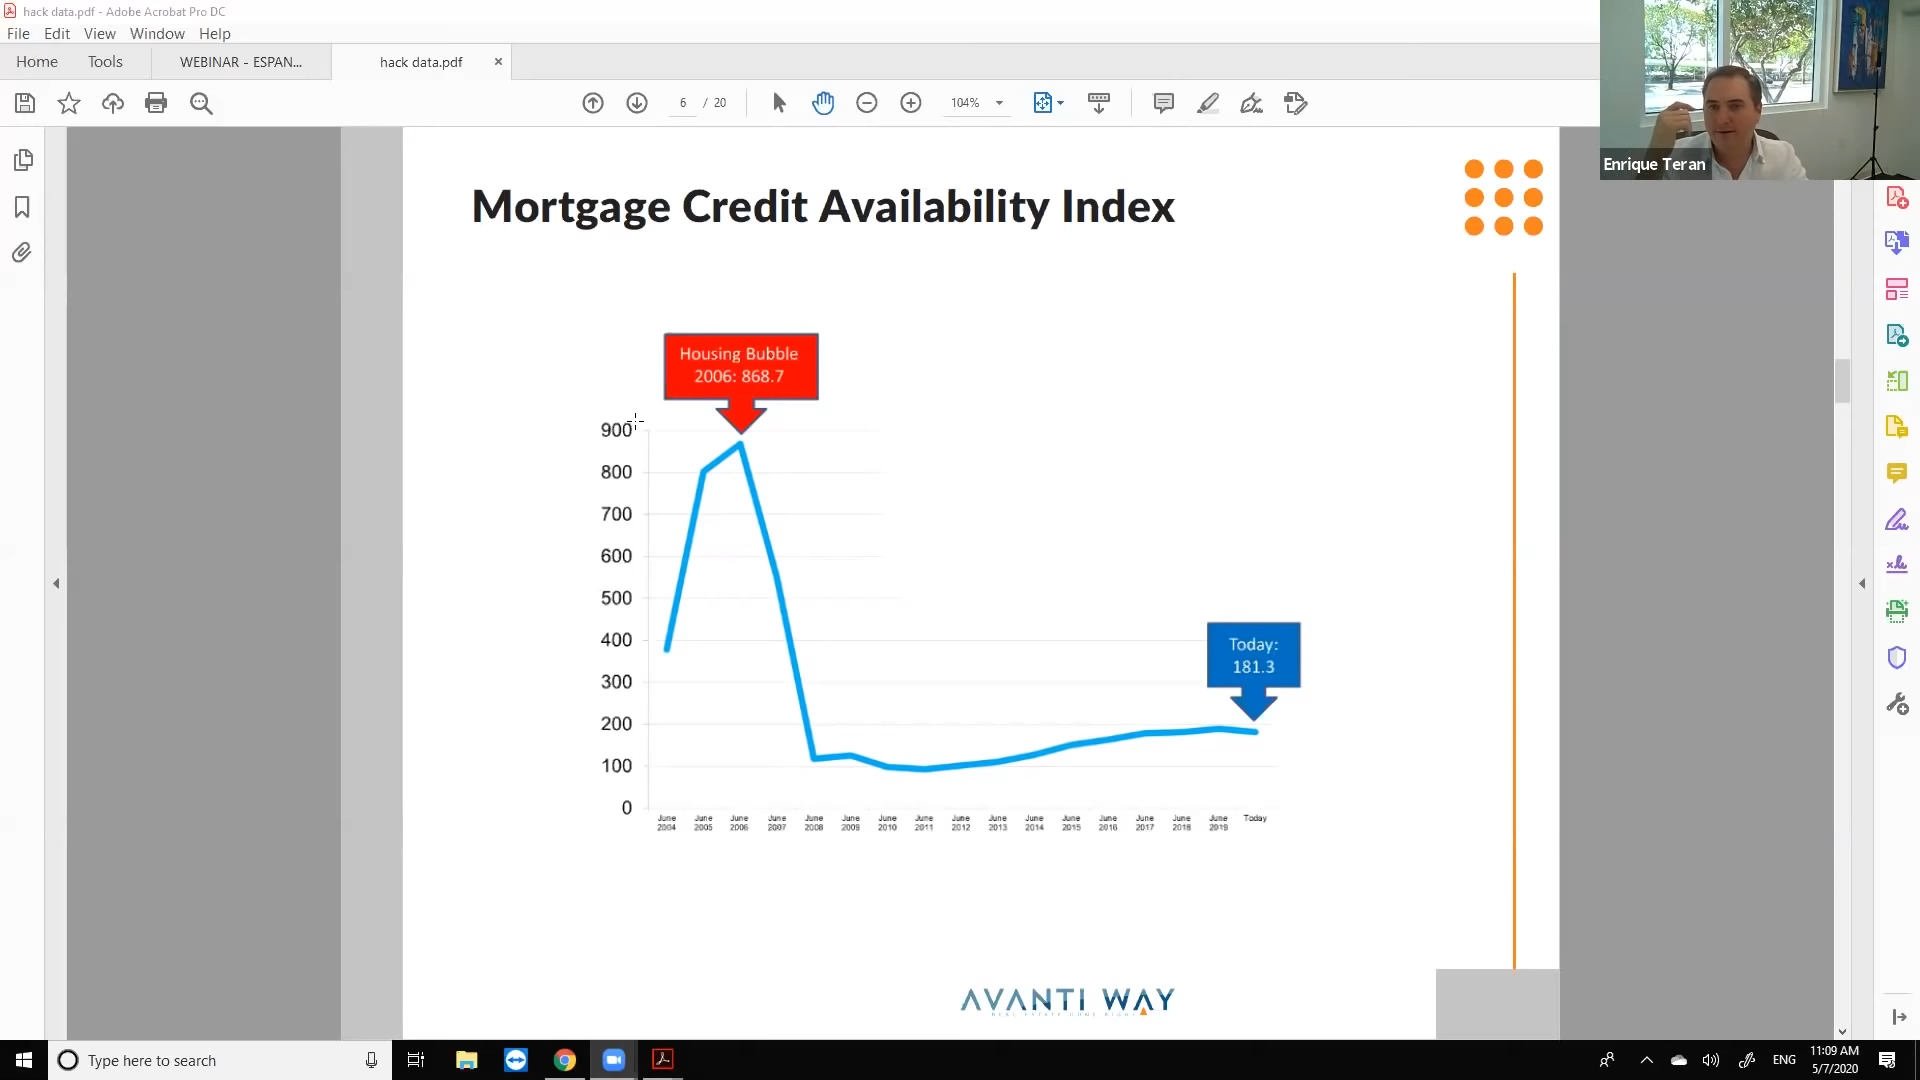 hack data.pdf - Adobe Acrobat Pro DC
File Edit View Window Help
Home Tools WEBINAR - ESPAN... hack data.pdf ×
6 / 20 104%
Enrique Teran
Mortgage Credit Availability Index
Housing Bubble
2006: 868.7
900
800
700
600
500
400
300
200
100
0
Today:
181.3
June 2004
June 2005
June 2006
June 2007
June 2008
June 2009
June 2010
June 2011
June 2012
June 2013
June 2014
June 2015
June 2016
June 2017
June 2018
June 2019
Today
AVANTI WAY
Type here to search
ENG
11:09 AM
5/7/2020